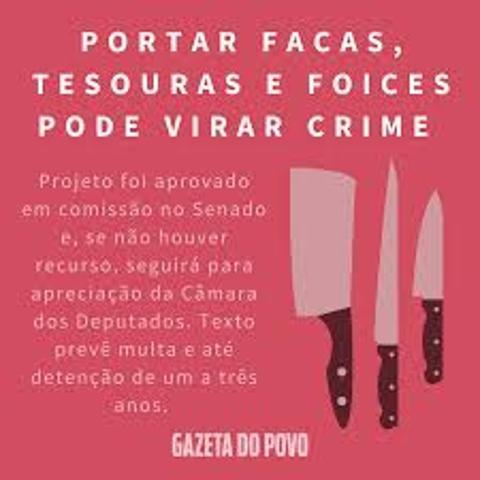 PORTAR FACAS,
TESOURAS E FOICES
PODE VIRAR CRIME
Projeto foi aprovado
em comissão no Senado
e, se não houver
recurso, seguirá para
apreciação da Câmara
dos Deputados. Texto
prevê multa e até
detenção de um a três
anos.
GAZETA DO POVO